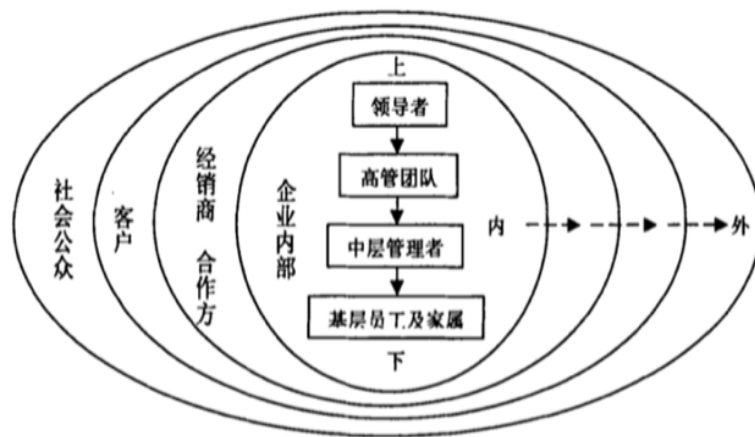 上
领导者
高管团队
中层管理者
基层员工及家属
下
企业内部
经销商 合作方
客户
社会公众
内
外